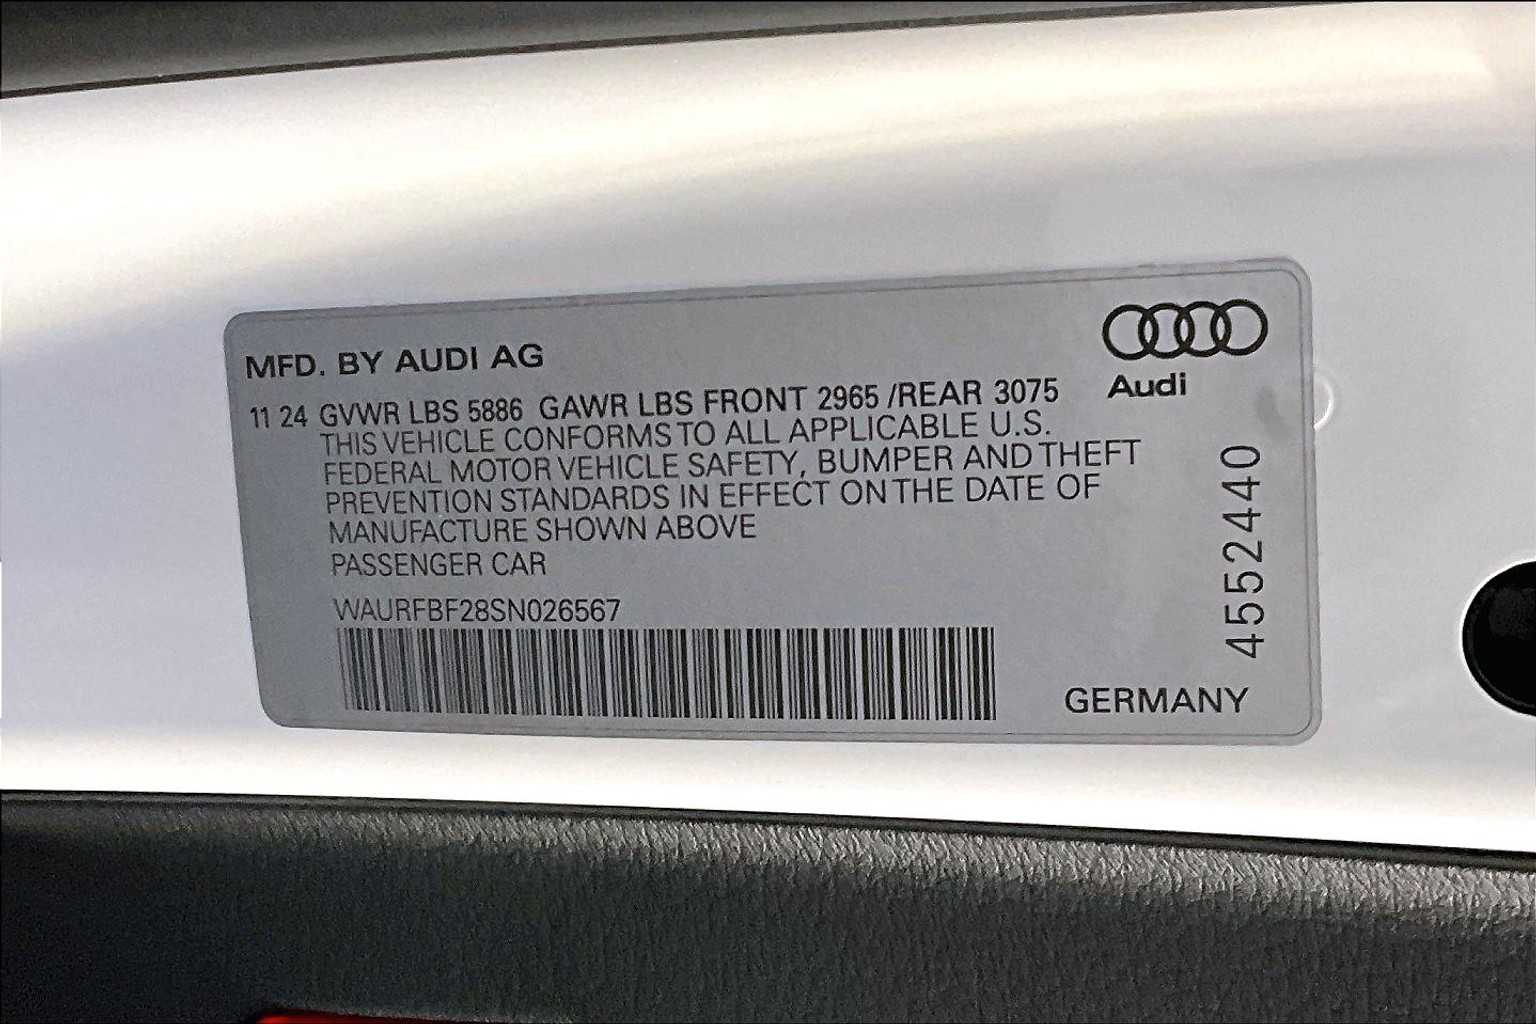 MFD. BY AUDI AG
Audi
11 24 GVWR LBS 5886 GAWR LBS FRONT 2965 /REAR 3075
THIS VEHICLE CONFORMS TO ALL APPLICABLE U.S.
FEDERAL MOTOR VEHICLE SAFETY, BUMPER AND THEFT
PREVENTION STANDARDS IN EFFECT ON THE DATE OF
MANUFACTURE SHOWN ABOVE
PASSENGER CAR
WAURFBF28SN026567
4552440
GERMANY